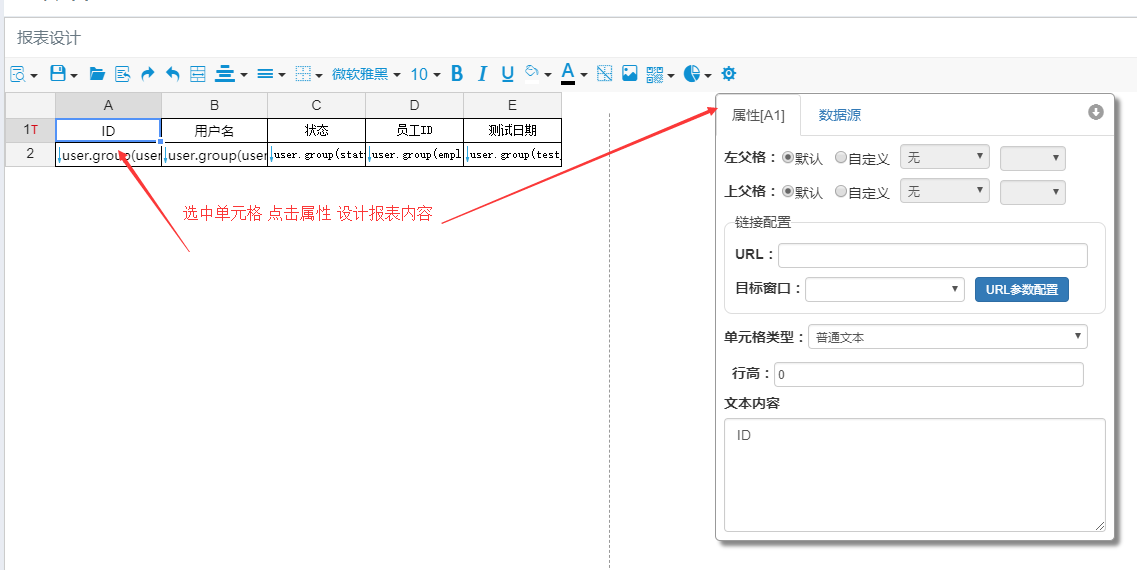 报表设计
微软雅黑 10 B I U A
A B C D E
1T ID 用户名 状态 员工ID 测试日期
2 user.group(user user.group(user user.group(stat user.group(empl user.group(test
选中单元格 点击属性 设计报表内容
属性[A1] 数据源
左父格： 默认 自定义 无
上父格： 默认 自定义 无
链接配置
URL：
目标窗口： URL参数配置
单元格类型： 普通文本
行高： 0
文本内容
ID